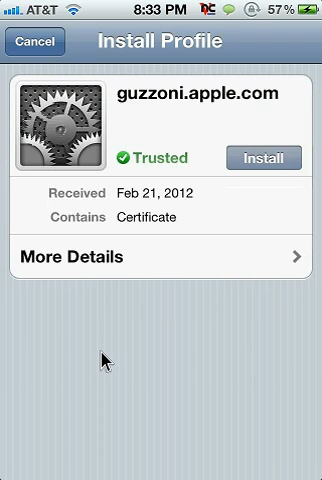 AT&T 8:33 PM 57%
Cancel Install Profile
guzzoni.apple.com
Trusted Install
Received Feb 21, 2012
Contains Certificate
More Details